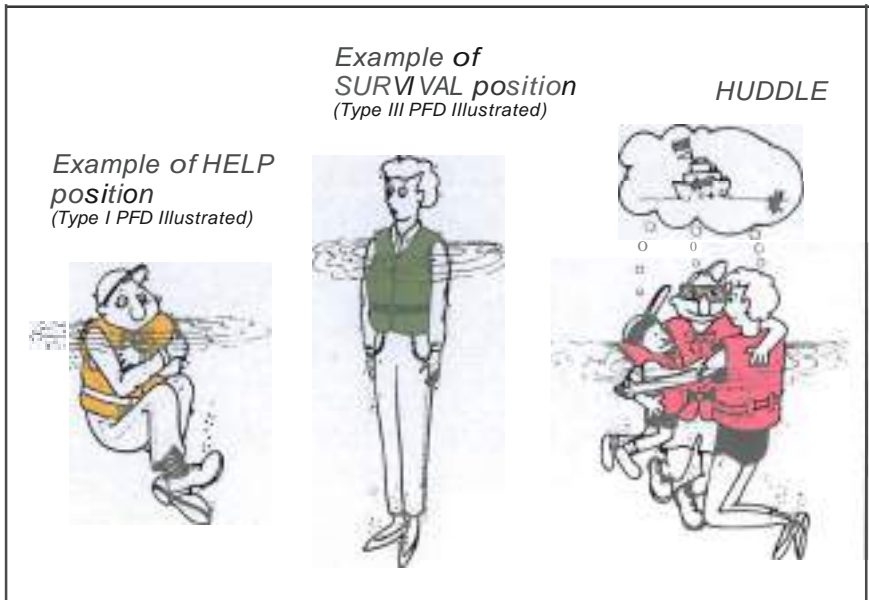 Example of HELP
position
(Type I PFD Illustrated)
Example of
SURVIVAL position
(Type III PFD Illustrated)
HUDDLE